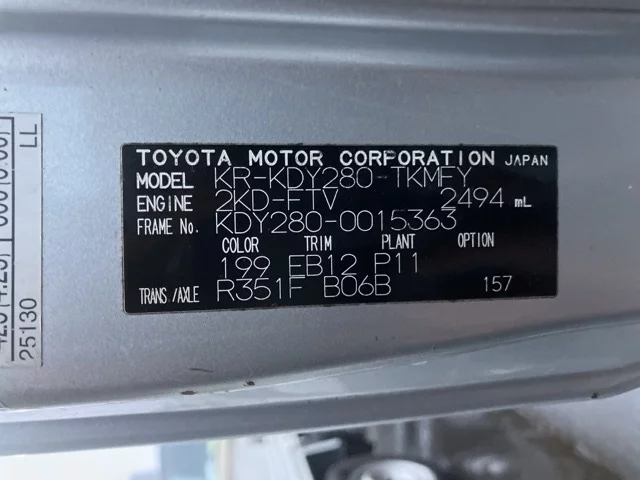 TOYOTA MOTOR CORPORATION JAPAN
MODEL KR-KDY280-TKMFY
ENGINE 2KD-FTV 2494 mL
FRAME No. KDY280-0015363
COLOR TRIM PLANT OPTION
199 EB12 P11
TRANS./AXLE R351F B06B 157
LL
25130